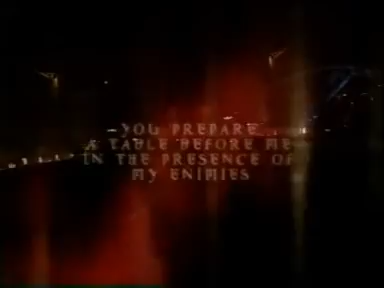 YOU PREPARE
A TABLE BEFORE ME
IN THE PRESENCE OF
MY ENIMIES